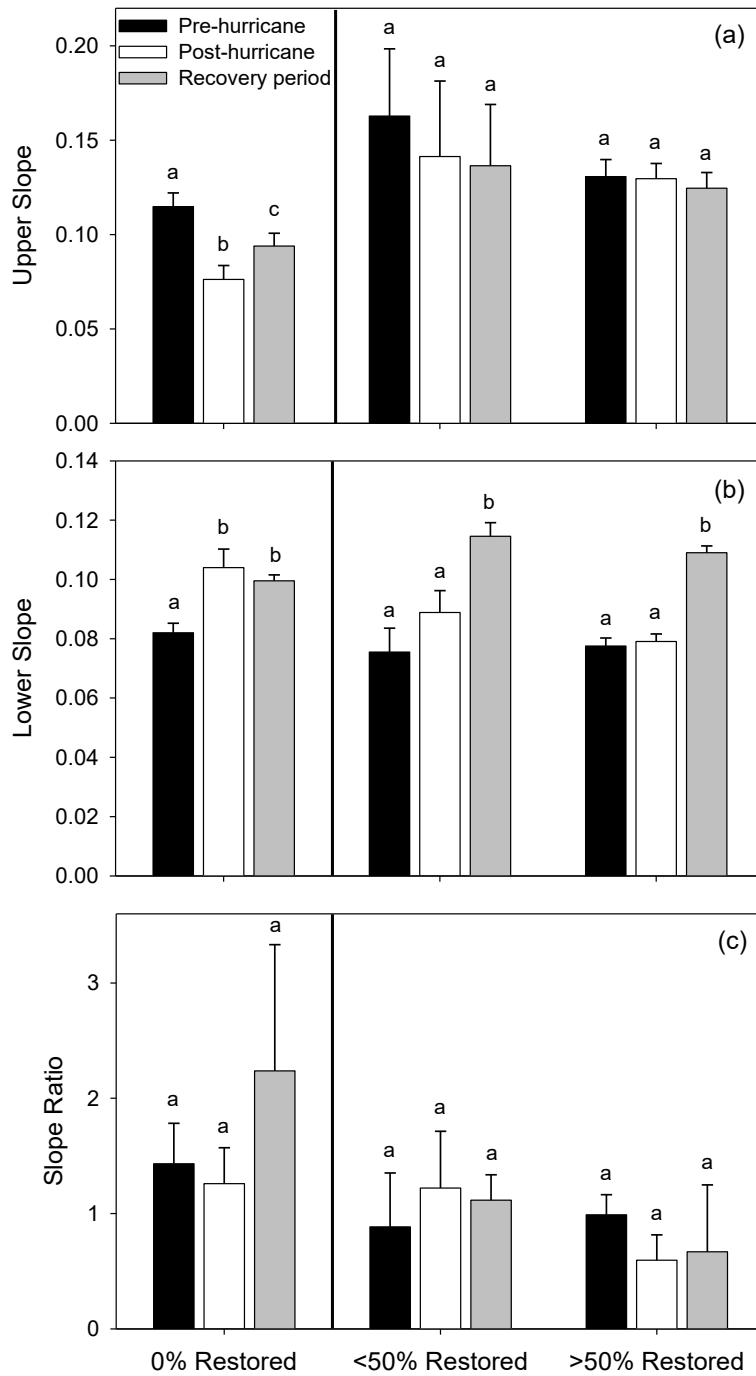 Pre-hurricane
Post-hurricane
Recovery period
(a)
Upper Slope
0.20
0.15
0.10
0.05
0.00
a
b
c
a
a
a
a
a
a
(b)
Lower Slope
0.14
0.12
0.10
0.08
0.06
0.04
0.02
0.00
a
b
b
a
a
b
a
a
b
(c)
Slope Ratio
3
2
1
0
a
a
a
a
a
a
a
a
a
0% Restored
<50% Restored
>50% Restored